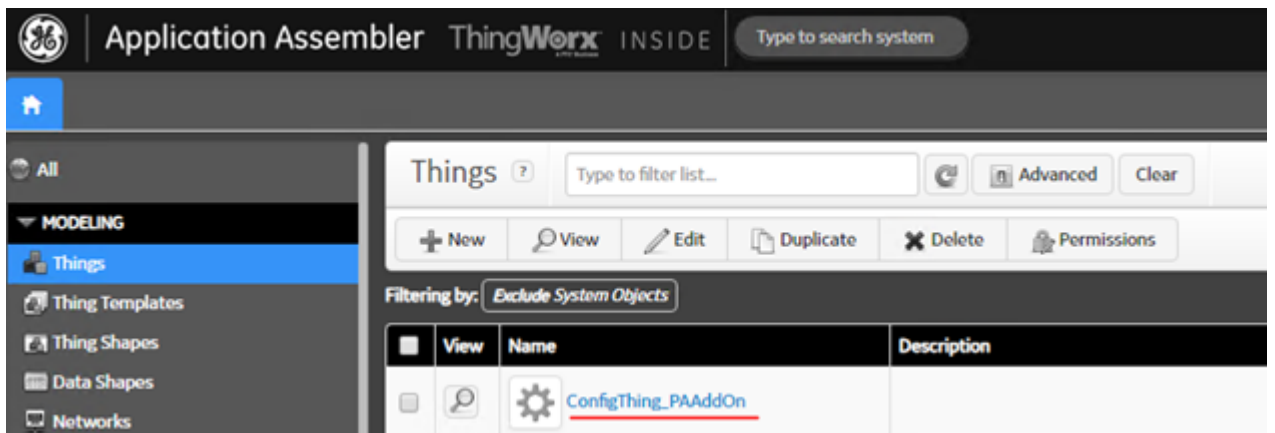 Application Assembler ThingWorx INSIDE Type to search system
All
Things ? Type to filter list... Advanced Clear
MODELING
New View Edit Duplicate Delete Permissions
Things
Thing Templates
Filtering by: Exclude System Objects
Thing Shapes
View Name Description
Data Shapes
ConfigThing_PAAddOn
Networks